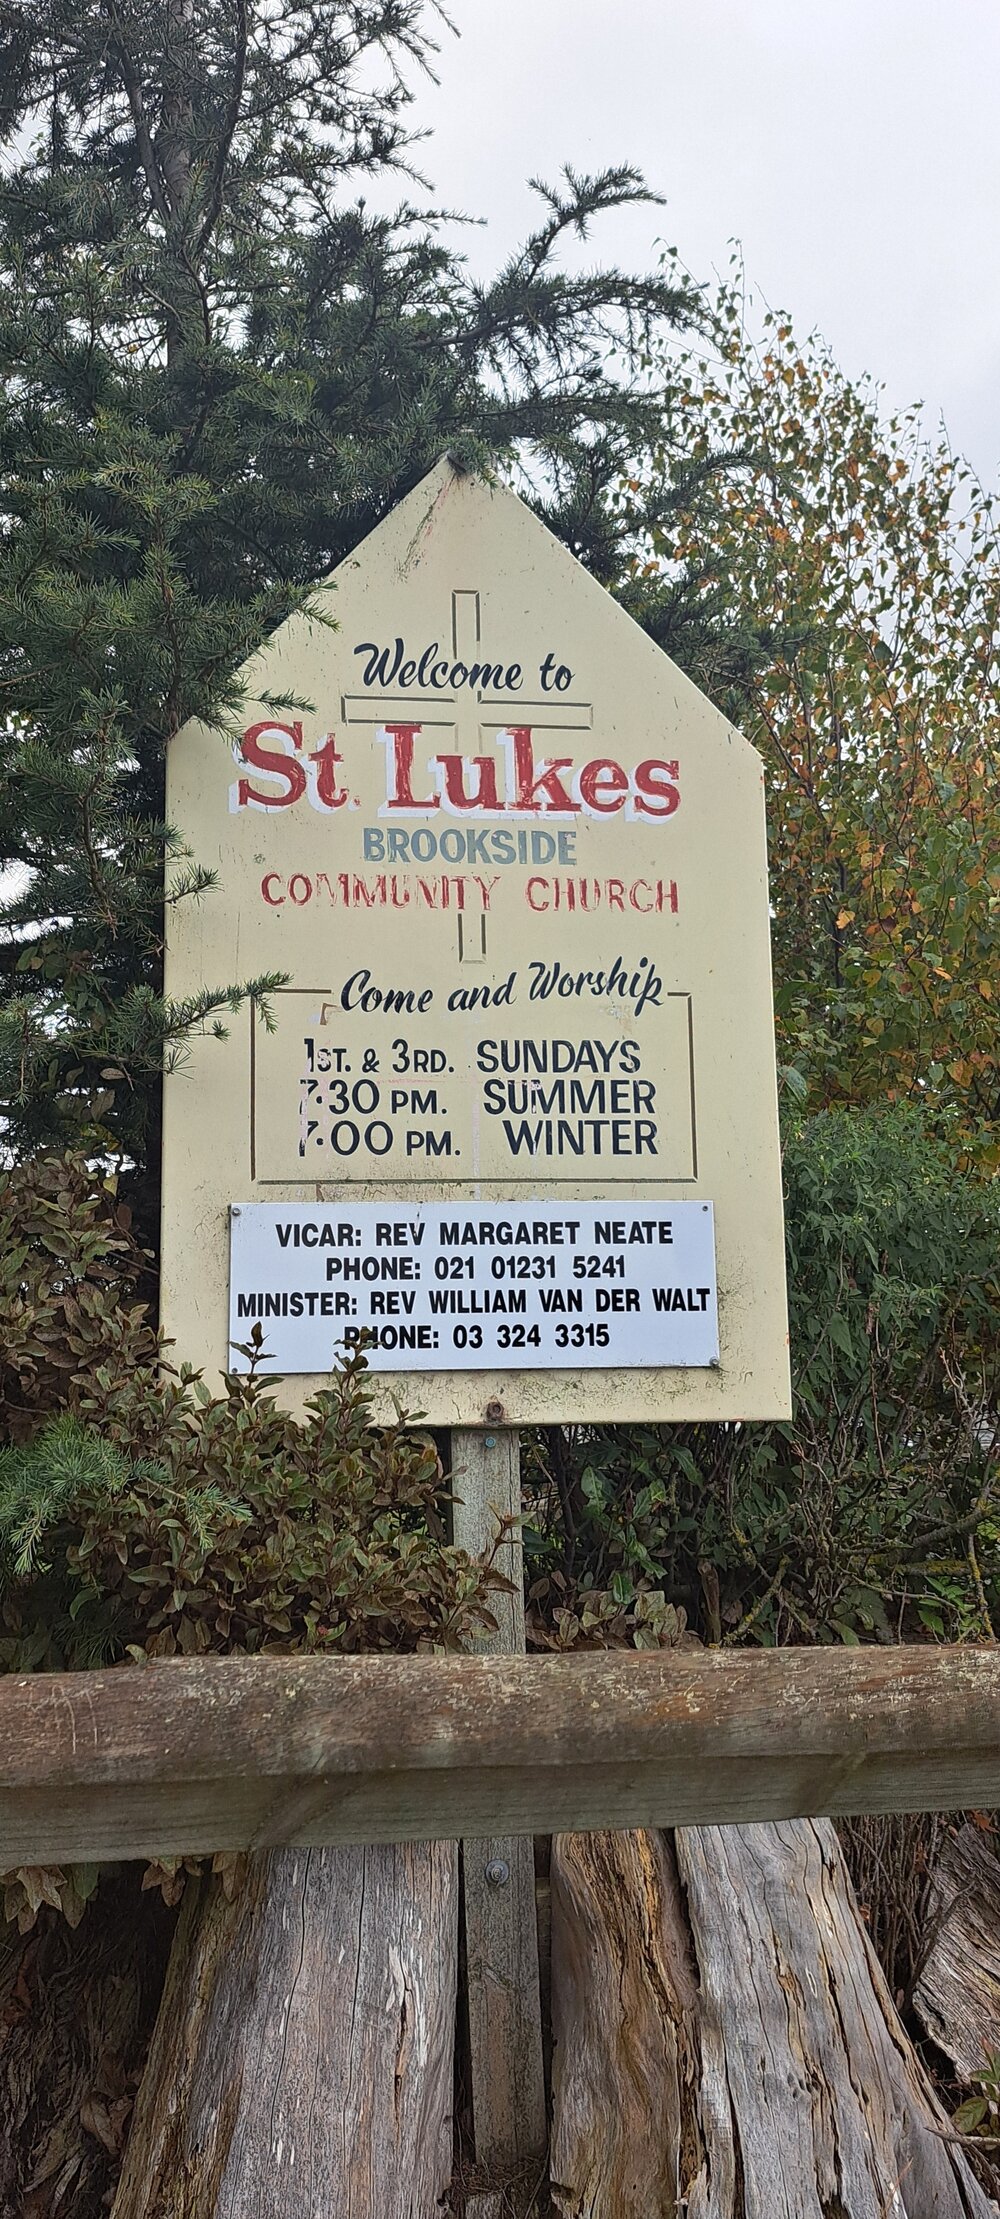 Welcome to
St. Lukes
BROOKSIDE
COMMUNITY CHURCH
Come and Worship
1ST. & 3RD. SUNDAYS
7.30 PM. SUMMER
7.00 PM. WINTER
VICAR: REV MARGARET NEATE
PHONE: 021 01231 5241
MINISTER: REV WILLIAM VAN DER WALT
PHONE: 03 324 3315